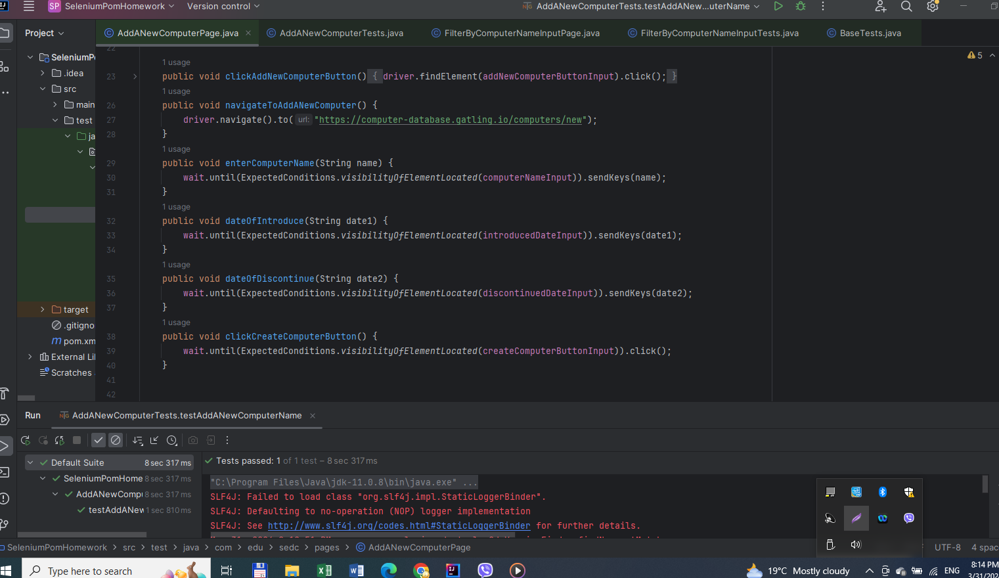 SP SeleniumPomHomework Version control AddANewComputerTests.testAddANew...uterName
Project
AddANewComputerPage.java AddANewComputerTests.java FilterByComputerNameInputPage.java FilterByComputerNameInputTests.java BaseTests.java
SeleniumP
.idea
src
main
test
ja
target
.gitigno
pom.xm
External Li
Scratches
5
22
1 usage
23 public void clickAddNewComputerButton() { driver.findElement(addNewComputerButtonInput).click(); }
1 usage
26 public void navigateToAddANewComputer() {
27 driver.navigate().to( url: "https://computer-database.gatling.io/computers/new");
28 }
1 usage
29 public void enterComputerName(String name) {
30 wait.until(ExpectedConditions.visibilityOfElementLocated(computerNameInput)).sendKeys(name);
31 }
1 usage
32 public void dateOfIntroduce(String date1) {
33 wait.until(ExpectedConditions.visibilityOfElementLocated(introducedDateInput)).sendKeys(date1);
34 }
1 usage
35 public void dateOfDiscontinue(String date2) {
36 wait.until(ExpectedConditions.visibilityOfElementLocated(discontinuedDateInput)).sendKeys(date2);
37 }
1 usage
38 public void clickCreateComputerButton() {
39 wait.until(ExpectedConditions.visibilityOfElementLocated(createComputerButtonInput)).click();
40 }
41
42
Run AddANewComputerTests.testAddANewComputerName
Default Suite 8 sec 317 ms
SeleniumPomHome 8 sec 317 ms
AddANewCompu 8 sec 317 ms
testAddANew 1 sec 810 ms
Tests passed: 1 of 1 test – 8 sec 317 ms
"C:\Program Files\Java\jdk-11.0.8\bin\java.exe" ...
SLF4J: Failed to load class "org.slf4j.impl.StaticLoggerBinder".
SLF4J: Defaulting to no-operation (NOP) logger implementation
SLF4J: See http://www.slf4j.org/codes.html#StaticLoggerBinder for further details.
SeleniumPomHomework > src > test > java > com > edu > sedc > pages > AddANewComputerPage
UTF-8 4 spac
Type here to search
19°C Mostly cloudy
ENG
8:14 PM
3/31/202